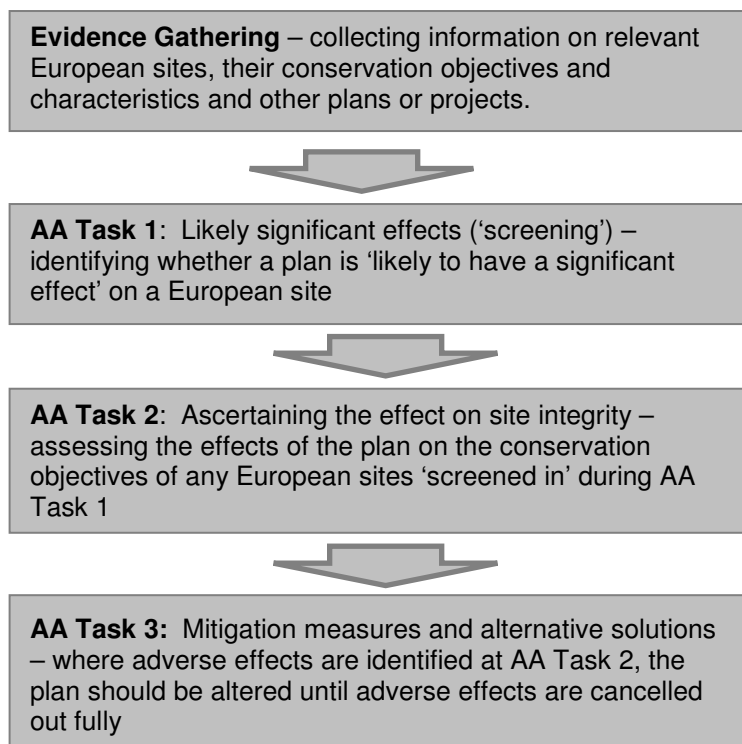 Evidence Gathering – collecting information on relevant
European sites, their conservation objectives and
characteristics and other plans or projects.
AA Task 1:  Likely significant effects (‘screening’) –
identifying whether a plan is ‘likely to have a significant
effect’ on a European site
AA Task 2:  Ascertaining the effect on site integrity –
assessing the effects of the plan on the conservation
objectives of any European sites ‘screened in’ during AA
Task 1
AA Task 3:  Mitigation measures and alternative solutions
– where adverse effects are identified at AA Task 2, the
plan should be altered until adverse effects are cancelled
out fully